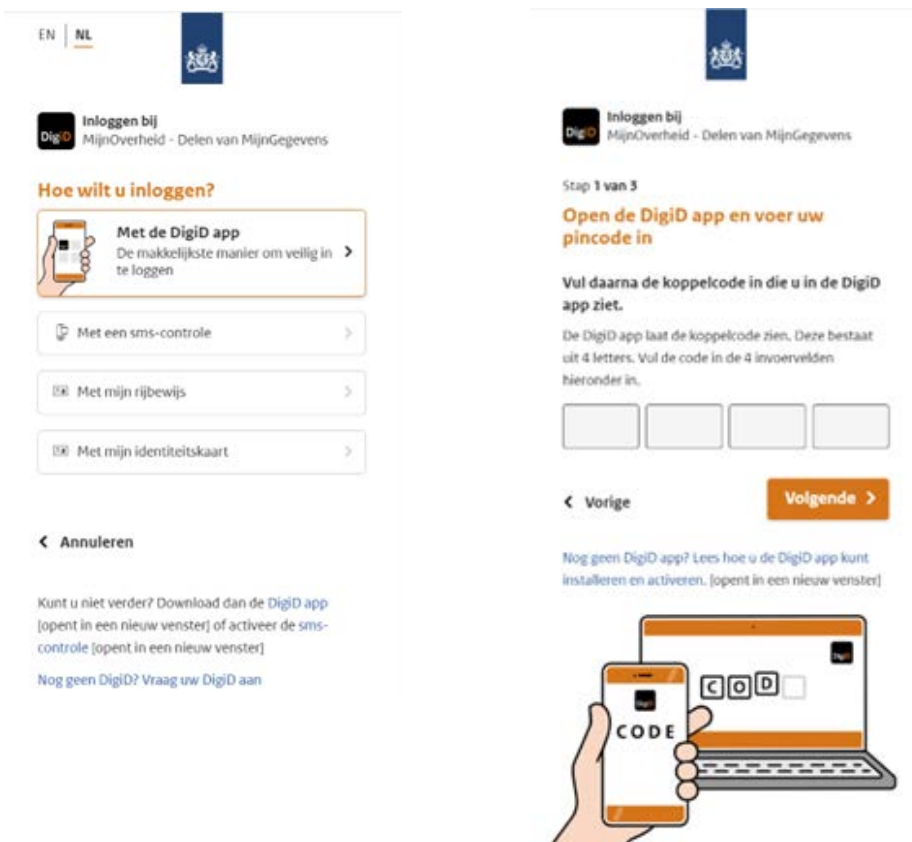 EN | NL
DigiD
Inloggen bij
MijnOverheid - Delen van MijnGegevens
Hoe wilt u inloggen?
Met de DigiD app
De makkelijkste manier om veilig in
te loggen
Met een sms-controle
Met mijn rijbewijs
Met mijn identiteitskaart
Annuleren
Kunt u niet verder? Download dan de DigiD app
[opent in een nieuw venster] of activeer de sms-
controle [opent in een nieuw venster]
Nog geen DigiD? Vraag uw DigiD aan
DigiD
Inloggen bij
MijnOverheid - Delen van MijnGegevens
Stap 1 van 3
Open de DigiD app en voer uw
pincode in
Vul daarna de koppelcode in die u in de DigiD
app ziet.
De DigiD app laat de koppelcode zien. Deze bestaat
uit 4 letters. Vul de code in de 4 invoervelden
hieronder in.
Vorige
Volgende
Nog geen DigiD app? Lees hoe u de DigiD app kunt
installeren en activeren. [opent in een nieuw venster]
DigiD
COD
DigiD
CODE